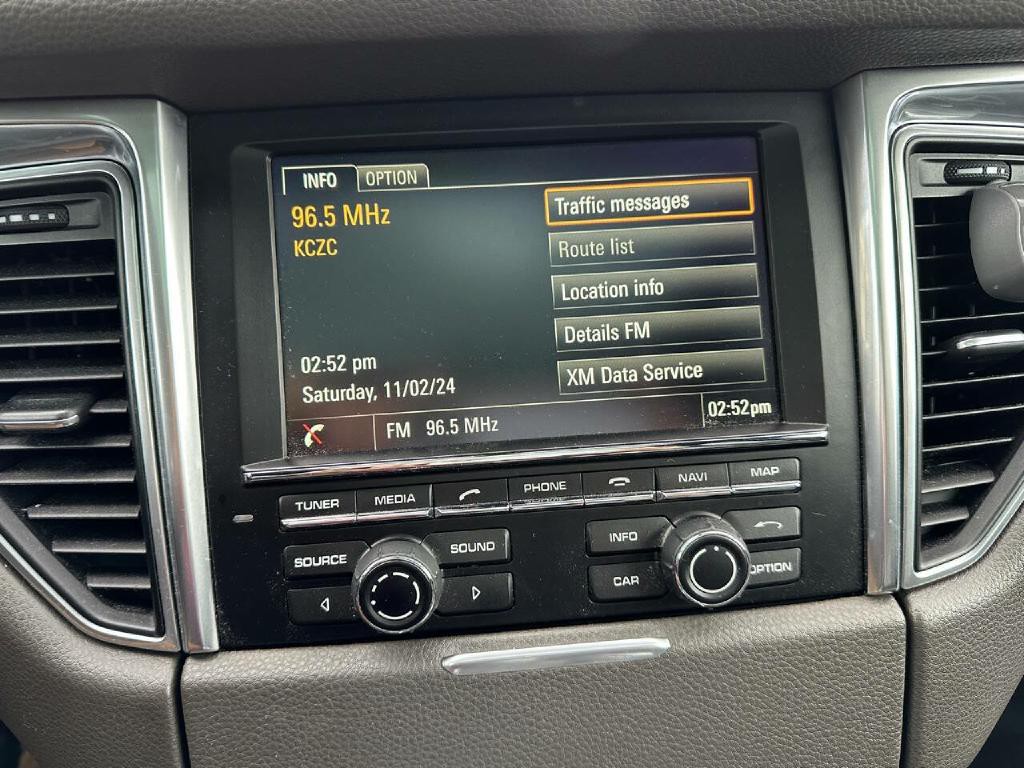 INFO OPTION
96.5 MHz
KCZC
Traffic messages
Route list
Location info
Details FM
XM Data Service
02:52 pm
Saturday, 11/02/24
FM 96.5 MHz
02:52pm
TUNER MEDIA PHONE NAVI MAP
SOURCE SOUND INFO
CAR OPTION